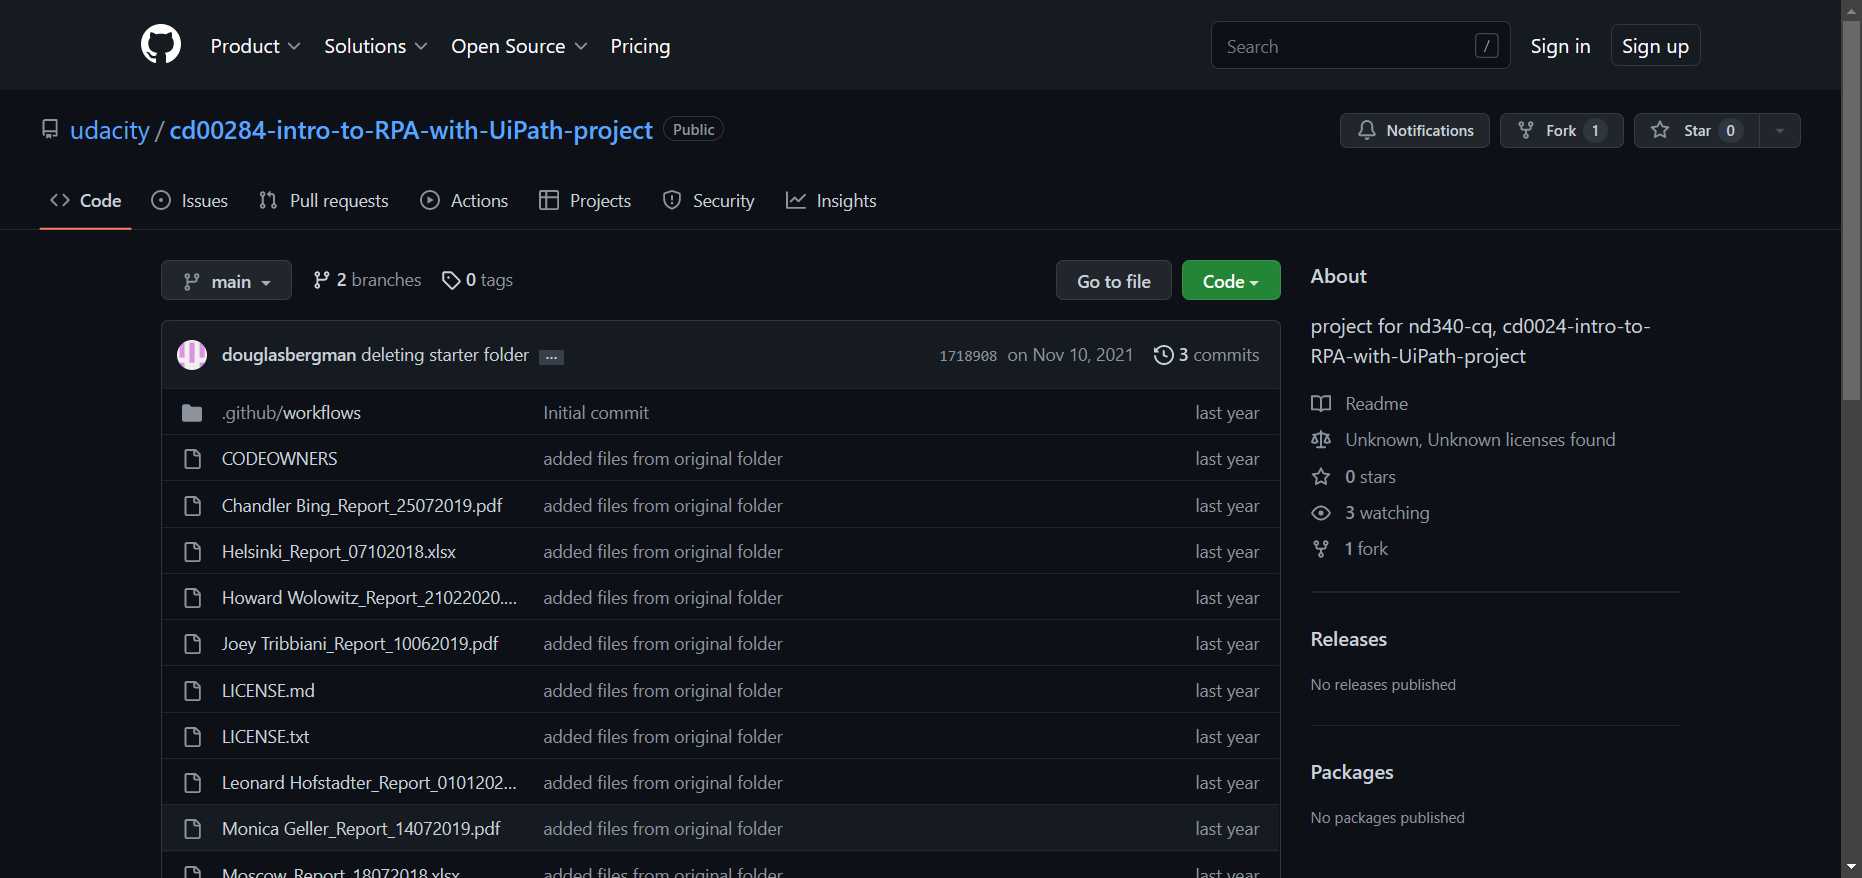 Product Solutions Open Source Pricing Search / Sign in Sign up
udacity / cd00284-intro-to-RPA-with-UiPath-project Public Notifications Fork 1 Star 0
Code Issues Pull requests Actions Projects Security Insights
main 2 branches 0 tags Go to file Code
douglasbergman deleting starter folder ... 1718908 on Nov 10, 2021 3 commits
.github/workflows Initial commit last year
CODEOWNERS added files from original folder last year
Chandler Bing_Report_25072019.pdf added files from original folder last year
Helsinki_Report_07102018.xlsx added files from original folder last year
Howard Wolowitz_Report_21022020.... added files from original folder last year
Joey Tribbiani_Report_10062019.pdf added files from original folder last year
LICENSE.md added files from original folder last year
LICENSE.txt added files from original folder last year
Leonard Hofstadter_Report_0101202... added files from original folder last year
Monica Geller_Report_14072019.pdf added files from original folder last year
Moscow_Report_18072018.xlsx added files from original folder last year
About
project for nd340-cq, cd0024-intro-to-
RPA-with-UiPath-project
Readme
Unknown, Unknown licenses found
0 stars
3 watching
1 fork
Releases
No releases published
Packages
No packages published